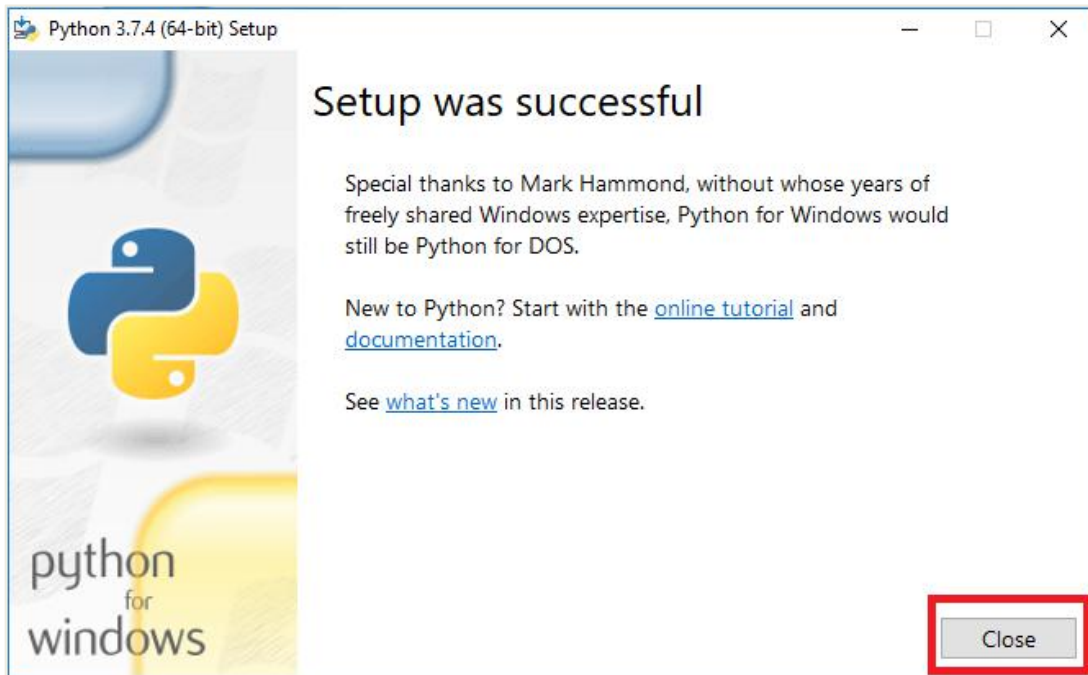 Python 3.7.4 (64-bit) Setup
Setup was successful
Special thanks to Mark Hammond, without whose years of
freely shared Windows expertise, Python for Windows would
still be Python for DOS.
New to Python? Start with the online tutorial and
documentation.
See what's new in this release.
python
for
windows
Close